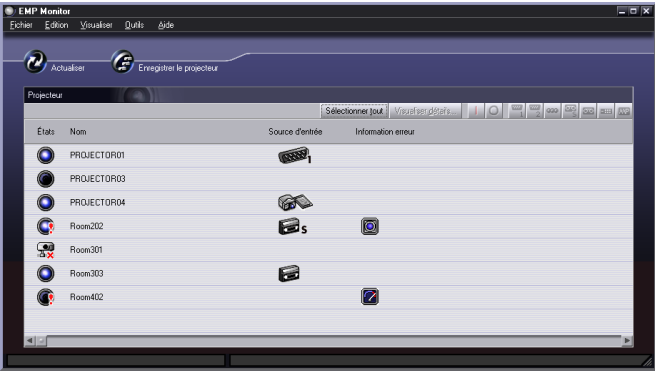 EMP Monitor
Fichier Edition Visualiser Outils Aide
Actualiser Enregistrer le projecteur
Projecteur
Sélectionner tout Visualiser détails...
États Nom Source d'entrée Information erreur
PROJECTOR01 1
PROJECTOR03
PROJECTOR04
Room202 S
Room301
Room303
Room402